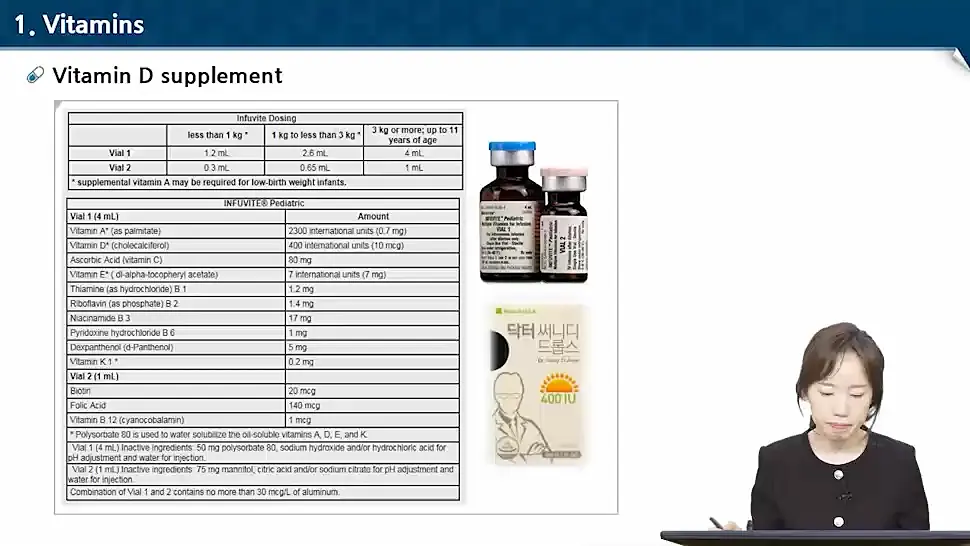 1. Vitamins
Vitamin D supplement
Infuvite Dosing
less than 1 kg * 1 kg to less than 3 kg * 3 kg or more; up to 11 years of age
Vial 1 1.2 mL 2.6 mL 4 mL
Vial 2 0.3 mL 0.65 mL 1 mL
* supplemental vitamin A may be required for low-birth weight infants.
INFUVITE® Pediatric
Vial 1 (4 mL) Amount
Vitamin A* (as palmitate) 2300 international units (0.7 mg)
Vitamin D* (cholecalciferol) 400 international units (10 mcg)
Ascorbic Acid (vitamin C) 80 mg
Vitamin E* ( dl-alpha-tocopheryl acetate) 7 international units (7 mg)
Thiamine (as hydrochloride) B 1 1.2 mg
Riboflavin (as phosphate) B 2 1.4 mg
Niacinamide B 3 17 mg
Pyridoxine hydrochloride B 6 1 mg
Dexpanthenol (d-Panthenol) 5 mg
Vitamin K 1 * 0.2 mg
Vial 2 (1 mL)
Biotin 20 mcg
Folic Acid 140 mcg
Vitamin B 12 (cyanocobalamin) 1 mcg
* Polysorbate 80 is used to water solubilize the oil-soluble vitamins A, D, E, and K.
Vial 1 (4 mL) Inactive ingredients: 50 mg polysorbate 80, sodium hydroxide and/or hydrochloric acid for
pH adjustment and water for injection.
Vial 2 (1 mL) Inactive ingredients: 75 mg mannitol, citric acid and/or sodium citrate for pH adjustment and
water for injection.
Combination of Vial 1 and 2 contains no more than 30 mcg/L of aluminum.
INFUVITE® Pediatric
VIAL 1
INFUVITE® Pediatric
VIAL 2
닥터 써니디
드롭스
Dr. Sunny D Drops
400 IU